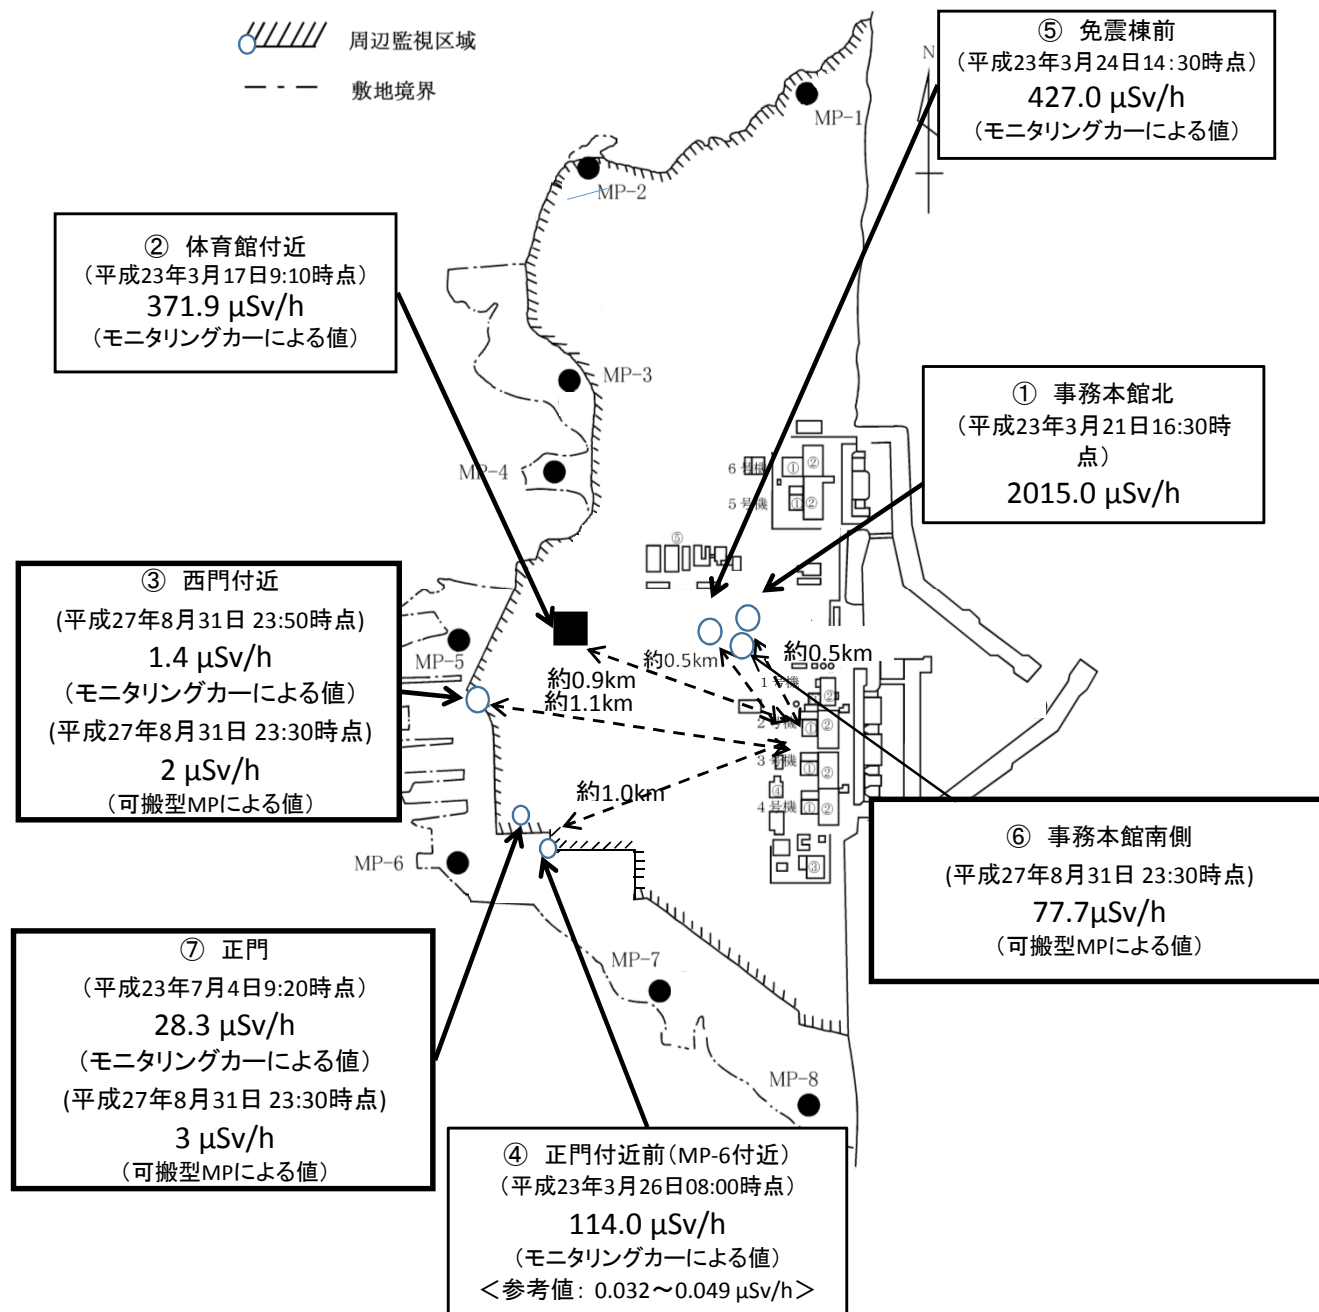 周辺監視区域
敷地境界
⑤ 免震棟前
(平成23年3月24日14:30時点)
427.0 μSv/h
(モニタリングカーによる値)
N
MP-1
MP-2
② 体育館付近
(平成23年3月17日9:10時点)
371.9 μSv/h
(モニタリングカーによる値)
MP-3
① 事務本館北
(平成23年3月21日16:30時
点)
2015.0 μSv/h
MP-4
6号機
①
②
5号機
①
②
⑤
③ 西門付近
(平成27年8月31日 23:50時点)
1.4 μSv/h
(モニタリングカーによる値)
(平成27年8月31日 23:30時点)
2 μSv/h
(可搬型MPによる値)
MP-5
約0.5km
約0.5km
約0.9km
約1.1km
1号機
②
2号機
①
②
3号機
①
②
④
約1.0km
4号機
①
②
③
MP-6
⑥ 事務本館南側
(平成27年8月31日 23:30時点)
77.7μSv/h
(可搬型MPによる値)
⑦ 正門
(平成23年7月4日9:20時点)
28.3 μSv/h
(モニタリングカーによる値)
(平成27年8月31日 23:30時点)
3 μSv/h
(可搬型MPによる値)
MP-7
MP-8
④ 正門付近前(MP-6付近)
(平成23年3月26日08:00時点)
114.0 μSv/h
(モニタリングカーによる値)
<参考値: 0.032～0.049 μSv/h>